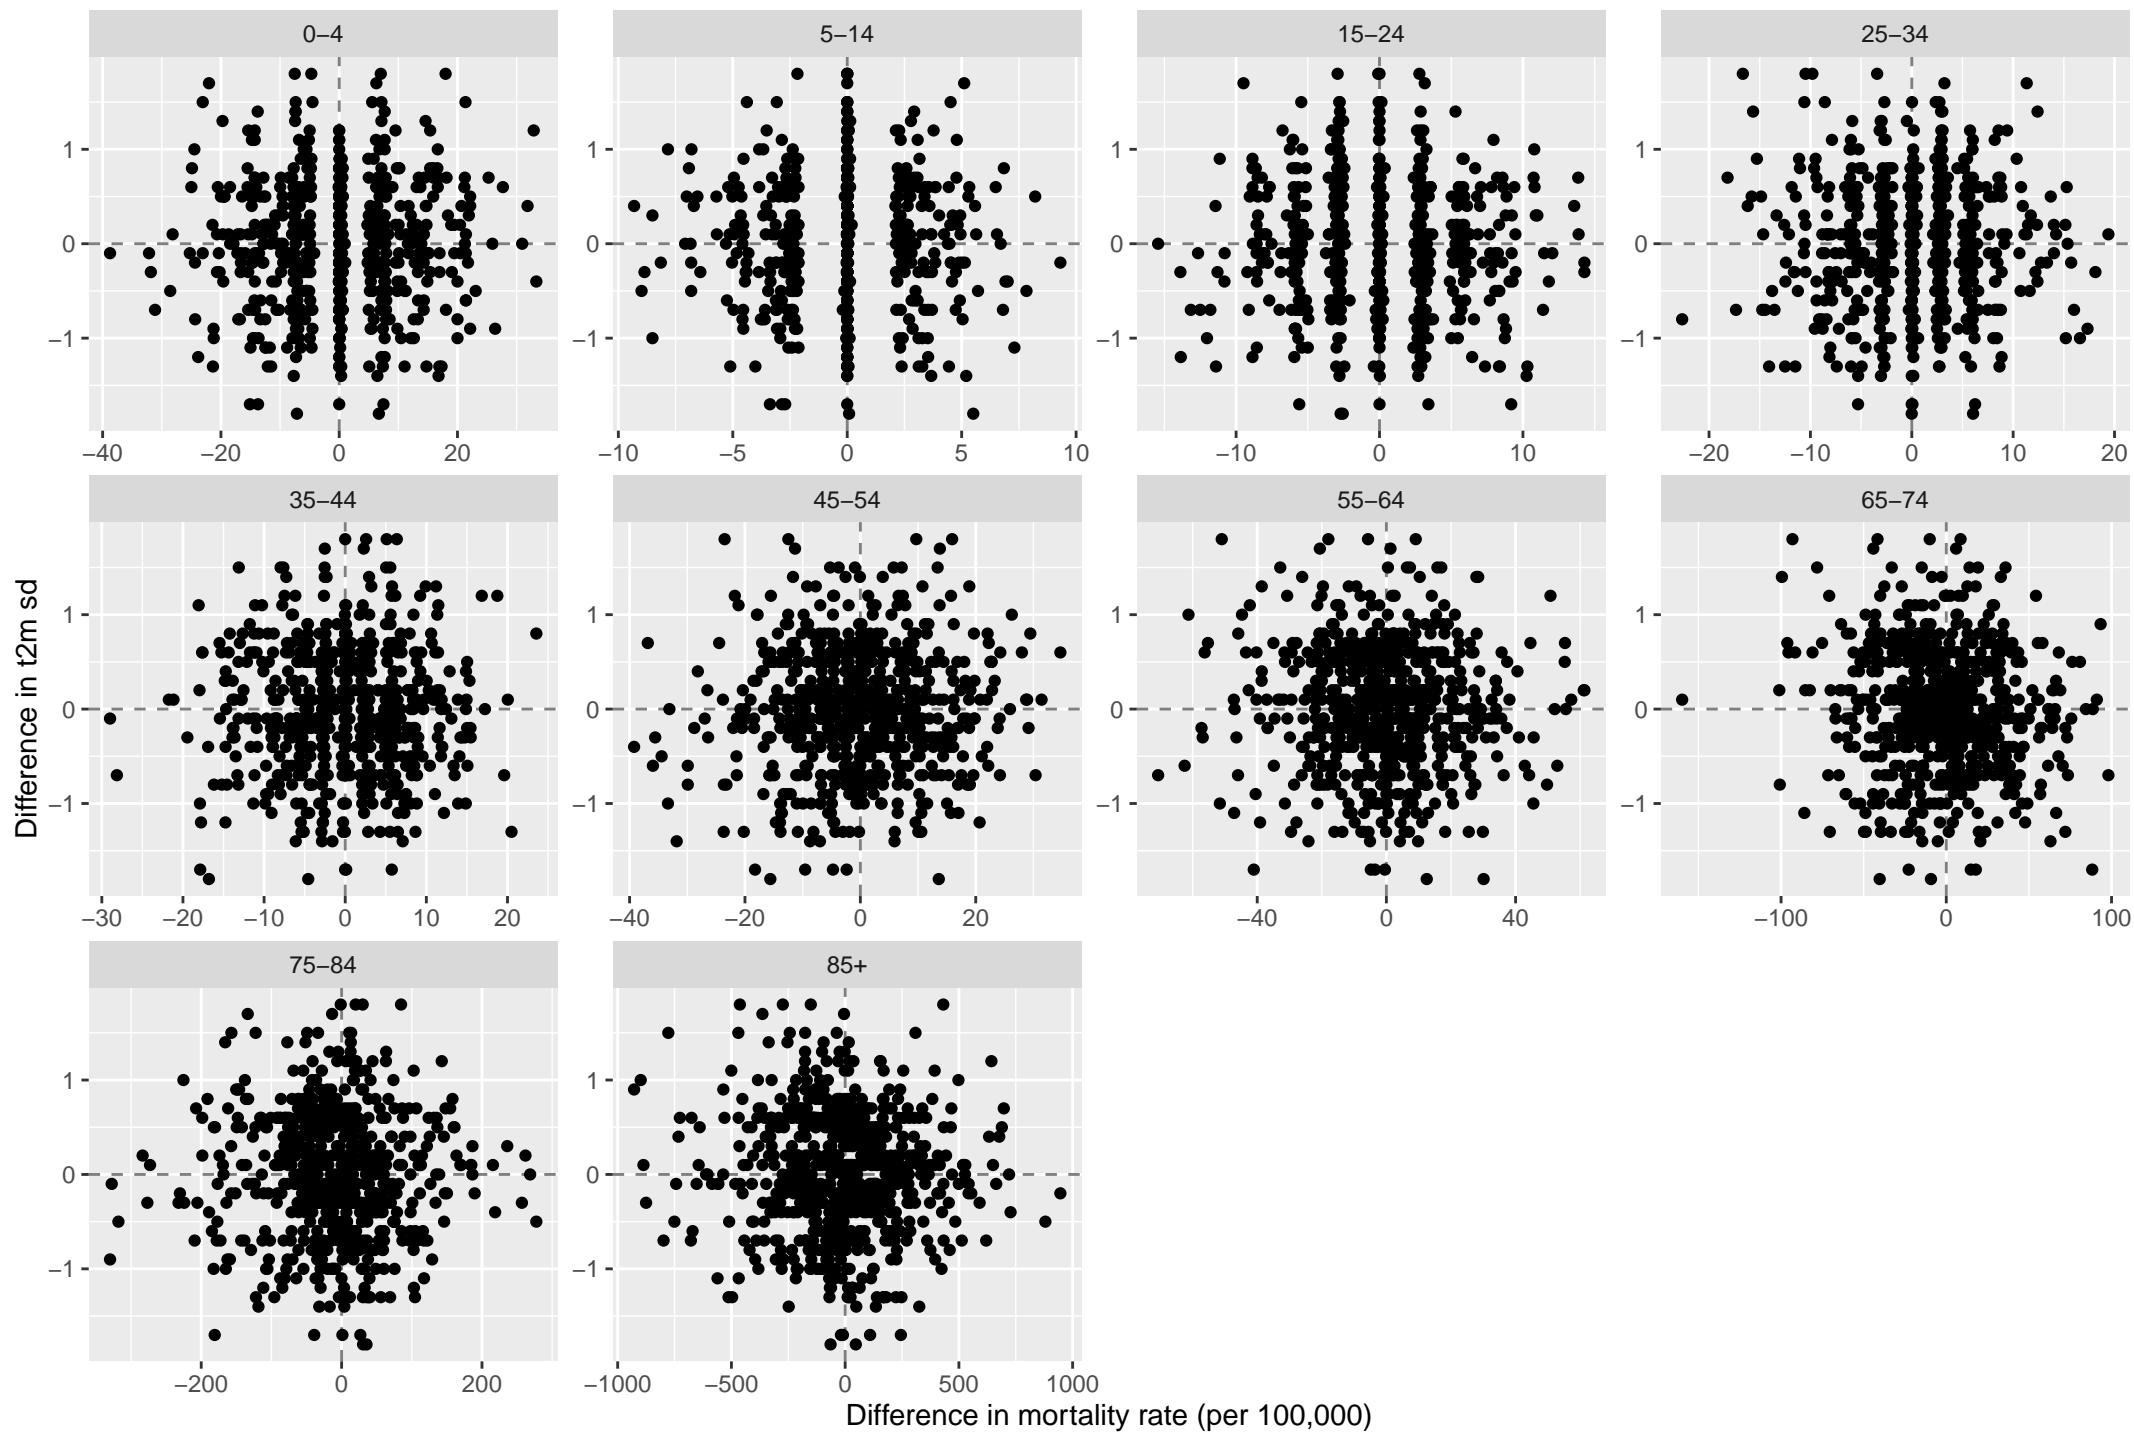 0−4 5−14 15−24 25−34
1 1 1 1
0 0 0 0
−1 −1 −1 −1
−40 −20 0 20 −10 −5 0 5 10 −10 0 10 −20 −10 0 10 20
35−44 45−54 55−64 65−74
1 1 1 1
0 0 0 0
−1 −1 −1 −1
−30 −20 −10 0 10 20 −40 −20 0 20 −40 0 40 −100 0 100
75−84 85+
1 1
0 0
−1 −1
−200 0 200 −1000 −500 0 500 1000
Difference in t2m sd
Difference in mortality rate (per 100,000)